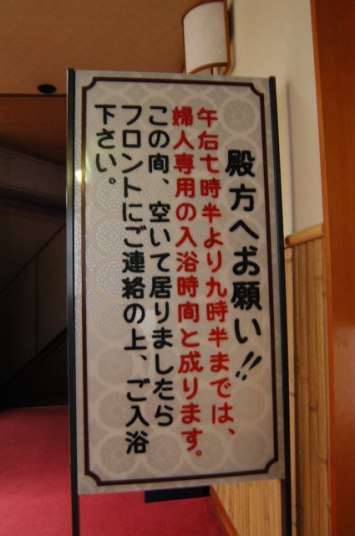 殿方へお願い!!
午后七時半より九時半までは、
婦人専用の入浴時间と成ります。
この间、空いて居りましたら
フロントにご連絡の上、ご入浴
下さい。